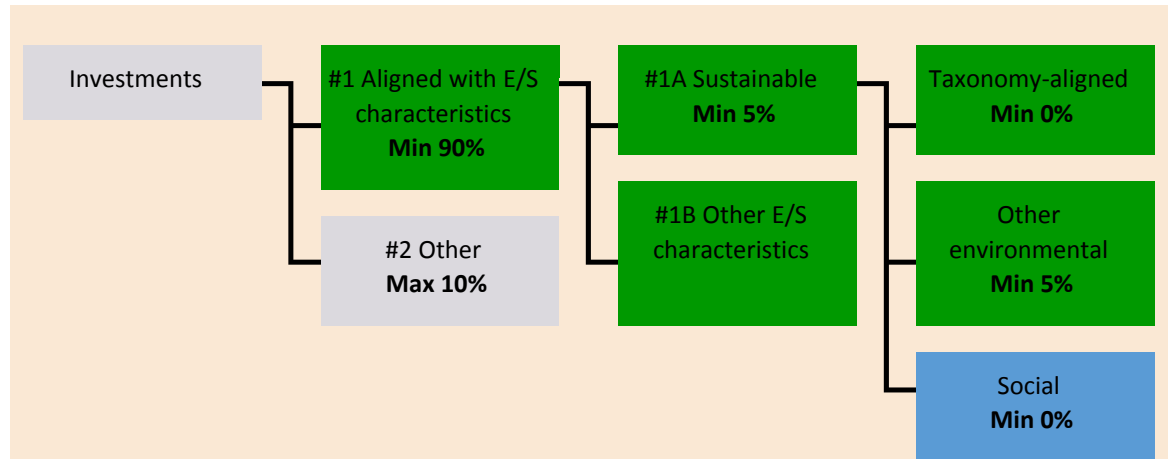 Investments
#1 Aligned with E/S
characteristics
Min 90%
#2 Other
Max 10%
#1A Sustainable
Min 5%
#1B Other E/S
characteristics
Taxonomy-aligned
Min 0%
Other
environmental
Min 5%
Social
Min 0%